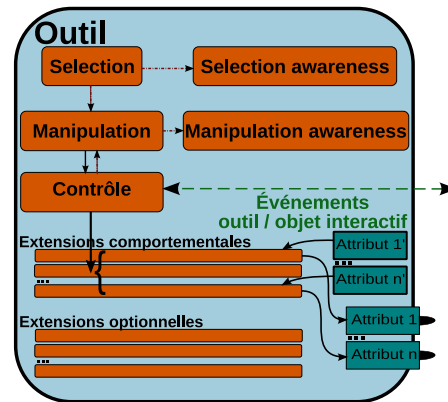 Outil
Selection
Selection awareness
Manipulation
Manipulation awareness
Contrôle
Événements
outil / objet interactif
Extensions comportementales
Attribut 1'
...
Attribut n'
...
Extensions optionnelles
Attribut 1
...
Attribut n
...